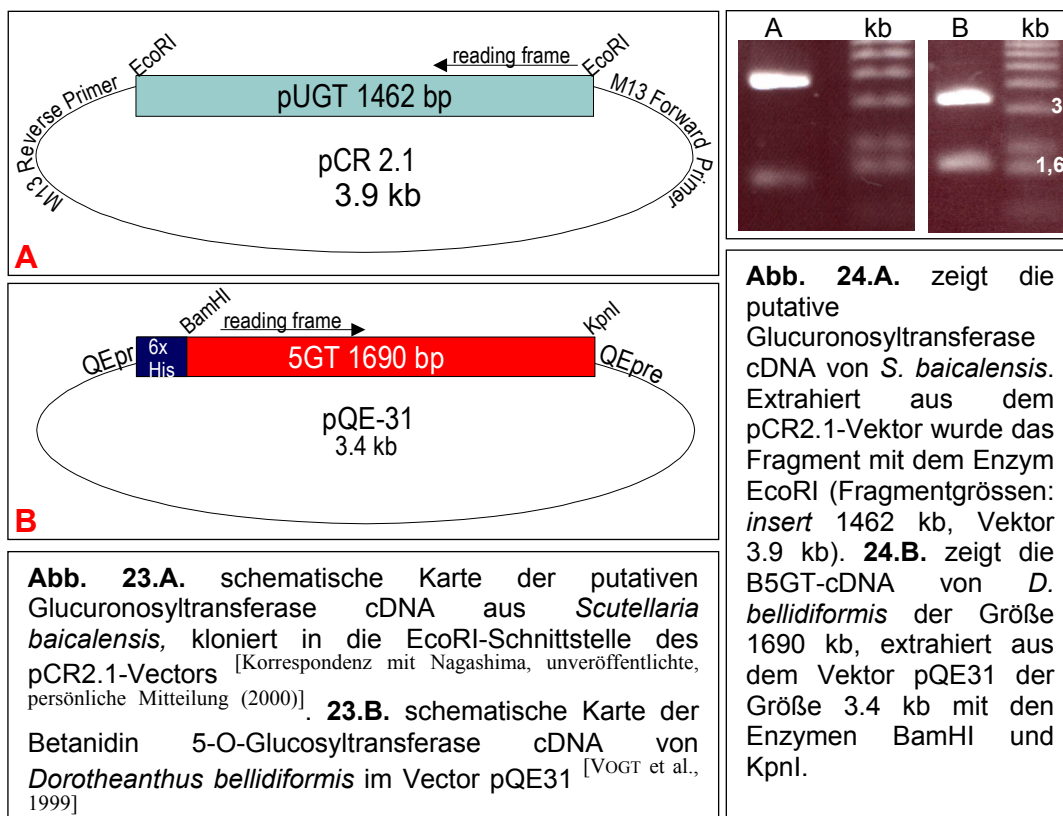 EcoRI
reading frame
EcoRI
M13 Reverse Primer
pUGT 1462 bp
M13 Forward Primer
pCR 2.1
3.9 kb
A
BamHI
reading frame
KpnI
QEpr
6x
His
5GT 1690 bp
QEpre
pQE-31
3.4 kb
B
Abb. 23.A. schematische Karte der putativen
Glucuronosyltransferase cDNA aus Scutellaria
baicalensis, kloniert in die EcoRI-Schnittstelle des
pCR2.1-Vectors [Korrespondenz mit Nagashima, unveröffentlichte,
persönliche Mitteilung (2000)]. 23.B. schematische Karte der
Betanidin 5-O-Glucosyltransferase cDNA von
Dorotheanthus bellidiformis im Vector pQE31 [VOGT et al.,
1999]
A
kb
B
kb
3
1,6
Abb. 24.A. zeigt die
putative
Glucuronosyltransferase
cDNA von S. baicalensis.
Extrahiert aus dem
pCR2.1-Vektor wurde das
Fragment mit dem Enzym
EcoRI (Fragmentgrössen:
insert 1462 kb, Vektor
3.9 kb). 24.B. zeigt die
B5GT-cDNA von D.
bellidiformis der Größe
1690 kb, extrahiert aus
dem Vektor pQE31 der
Größe 3.4 kb mit den
Enzymen BamHI und
KpnI.